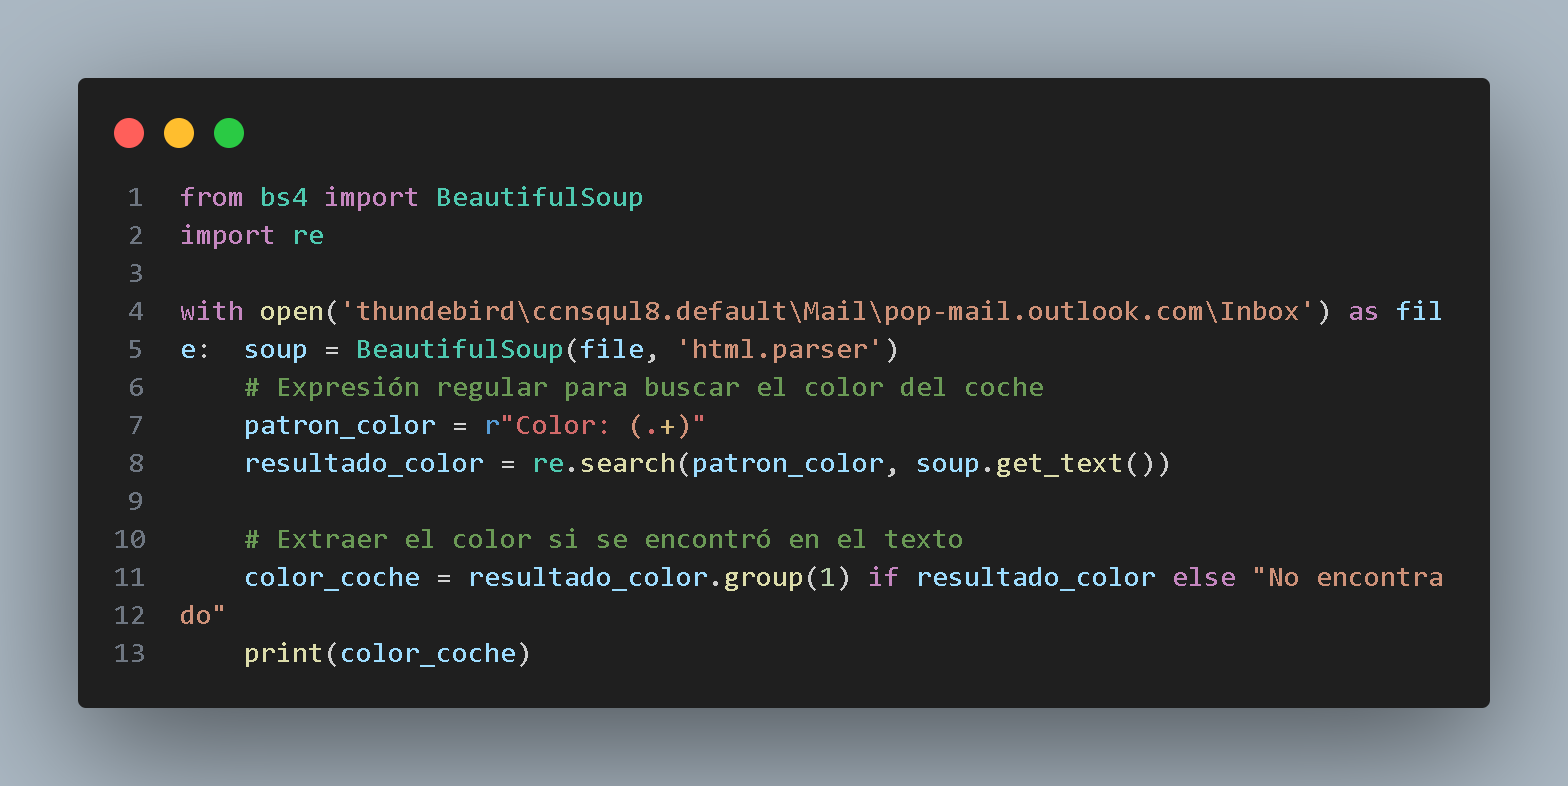 1 from bs4 import BeautifulSoup
2 import re
3
4 with open('thundebird\ccnsqul8.default\Mail\pop-mail.outlook.com\Inbox') as fil
5 e:  soup = BeautifulSoup(file, 'html.parser')
6     # Expresión regular para buscar el color del coche
7     patron_color = r"Color: (.+)"
8     resultado_color = re.search(patron_color, soup.get_text())
9
10     # Extraer el color si se encontró en el texto
11     color_coche = resultado_color.group(1) if resultado_color else "No encontra
12 do"
13     print(color_coche)